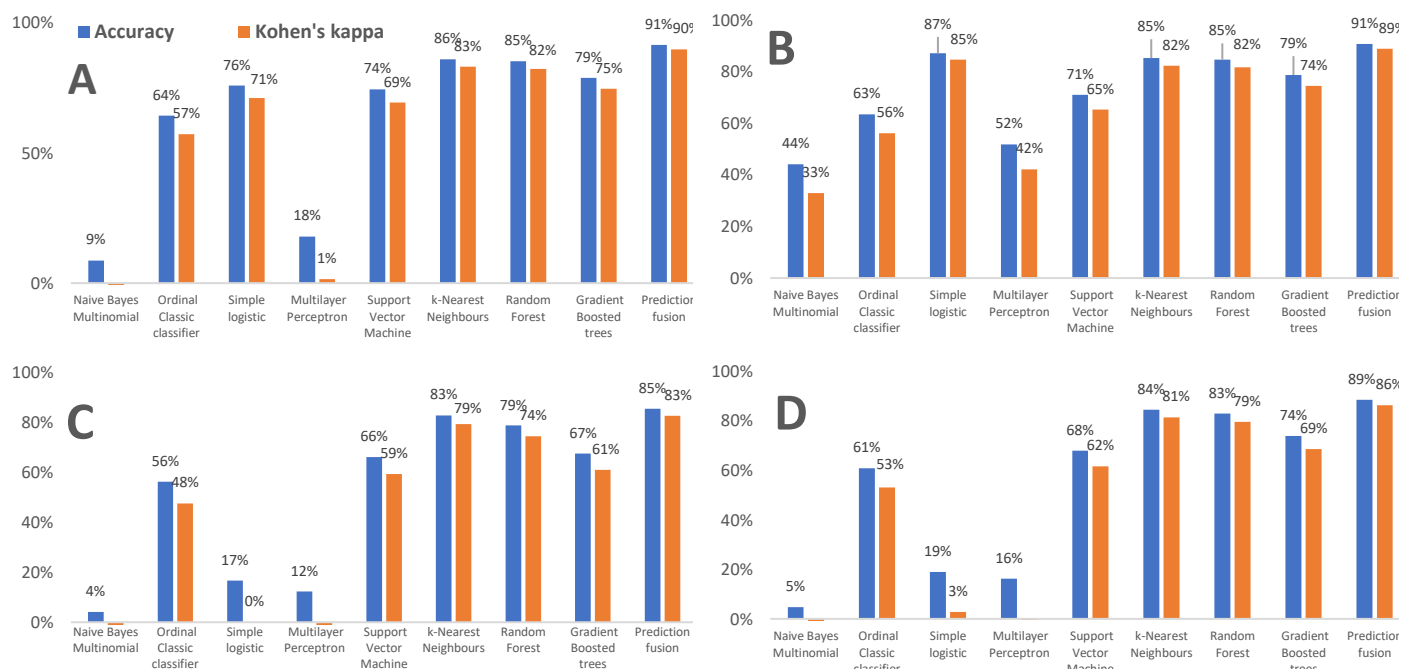 100%
Accuracy
Kohen's kappa
A
50%
0%
9%
64%
57%
76%
71%
18%
1%
74%
69%
86%
83%
85%
82%
79%
75%
91%
90%
Naive Bayes
Multinomial
Ordinal
Classic
classifier
Simple
logistic
Multilayer
Perceptron
Support
Vector
Machine
k-Nearest
Neighbours
Random
Forest
Gradient
Boosted
trees
Prediction
fusion
B
100%
80%
60%
40%
20%
0%
44%
33%
63%
56%
87%
85%
52%
42%
71%
65%
85%
82%
85%
82%
79%
74%
91%
89%
Naive Bayes
Multinomial
Ordinal
Classic
classifier
Simple
logistic
Multilayer
Perceptron
Support
Vector
Machine
k-Nearest
Neighbours
Random
Forest
Gradient
Boosted
trees
Prediction
fusion
C
100%
80%
60%
40%
20%
0%
4%
56%
48%
17%
0%
12%
66%
59%
83%
79%
79%
74%
67%
61%
85%
83%
Naive Bayes
Multinomial
Ordinal
Classic
classifier
Simple
logistic
Multilayer
Perceptron
Support
Vector
Machine
k-Nearest
Neighbours
Random
Forest
Gradient
Boosted
trees
Prediction
fusion
D
100%
80%
60%
40%
20%
0%
5%
61%
53%
19%
3%
16%
68%
62%
84%
81%
83%
79%
74%
69%
89%
86%
Naive Bayes
Multinomial
Ordinal
Classic
classifier
Simple
logistic
Multilayer
Perceptron
Support
Vector
Machine
k-Nearest
Neighbours
Random
Forest
Gradient
Boosted
trees
Prediction
fusion